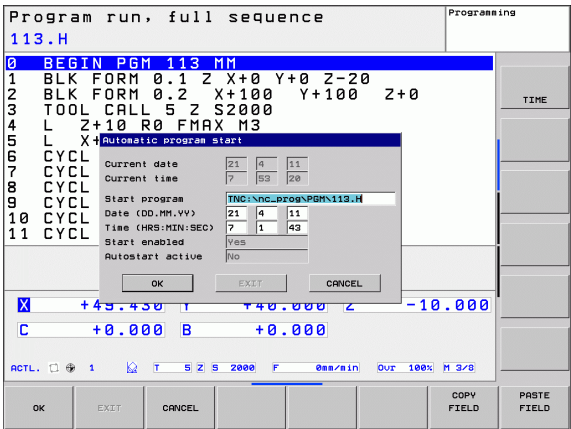 Program run, full sequence
Programming
113.H
0 BEGIN PGM 113 MM
1 BLK FORM 0.1 Z X+0 Y+0 Z-20
2 BLK FORM 0.2 X+100 Y+100 Z+0
3 TOOL CALL 5 Z S2000
4 L Z+10 R0 FMAX M3
5 L X+
6 CYCL
7 CYCL
8 CYCL
9 CYCL
10 CYCL
11 CYCL
TIME
Automatic program start
Current date 21 4 11
Current time 7 53 20
Start program TNC:\nc_prog\PGM\113.H
Date (DD.MM.YY) 21 4 11
Time (HRS:MIN:SEC) 7 1 43
Start enabled Yes
Autostart active No
OK EXIT CANCEL
X +49.430 Y +40.000 Z -10.000
C +0.000 B +0.000
ACTL. 1 T 5 Z S 2000 F 0mm/min Ovr 100% M 3/8
OK EXIT CANCEL COPY FIELD PASTE FIELD